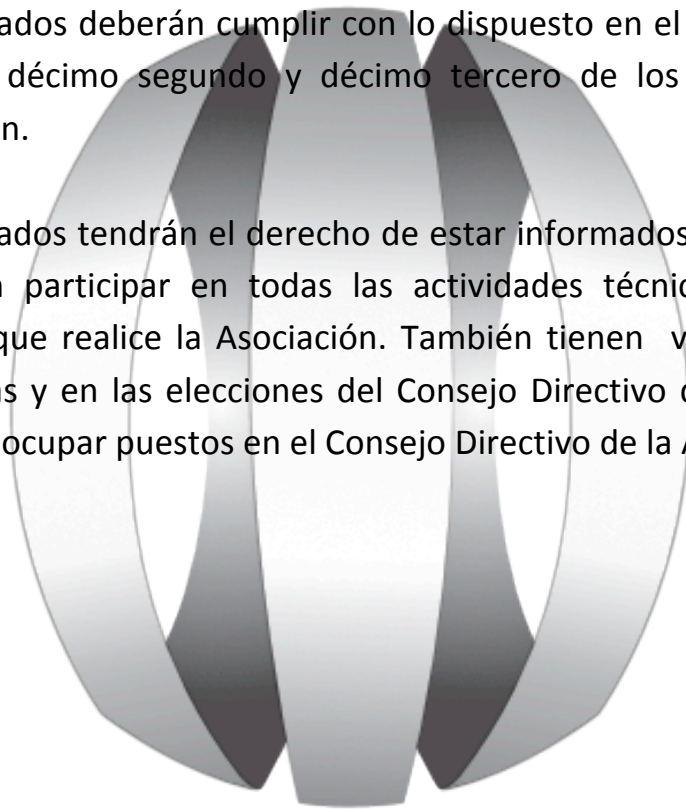 ados deberán cumplir con lo dispuesto en el
décimo segundo y décimo tercero de los
n.
ados tendrán el derecho de estar informados
participar en todas las actividades técnic
que realice la Asociación. También tienen v
s y en las elecciones del Consejo Directivo
ocupar puestos en el Consejo Directivo de la